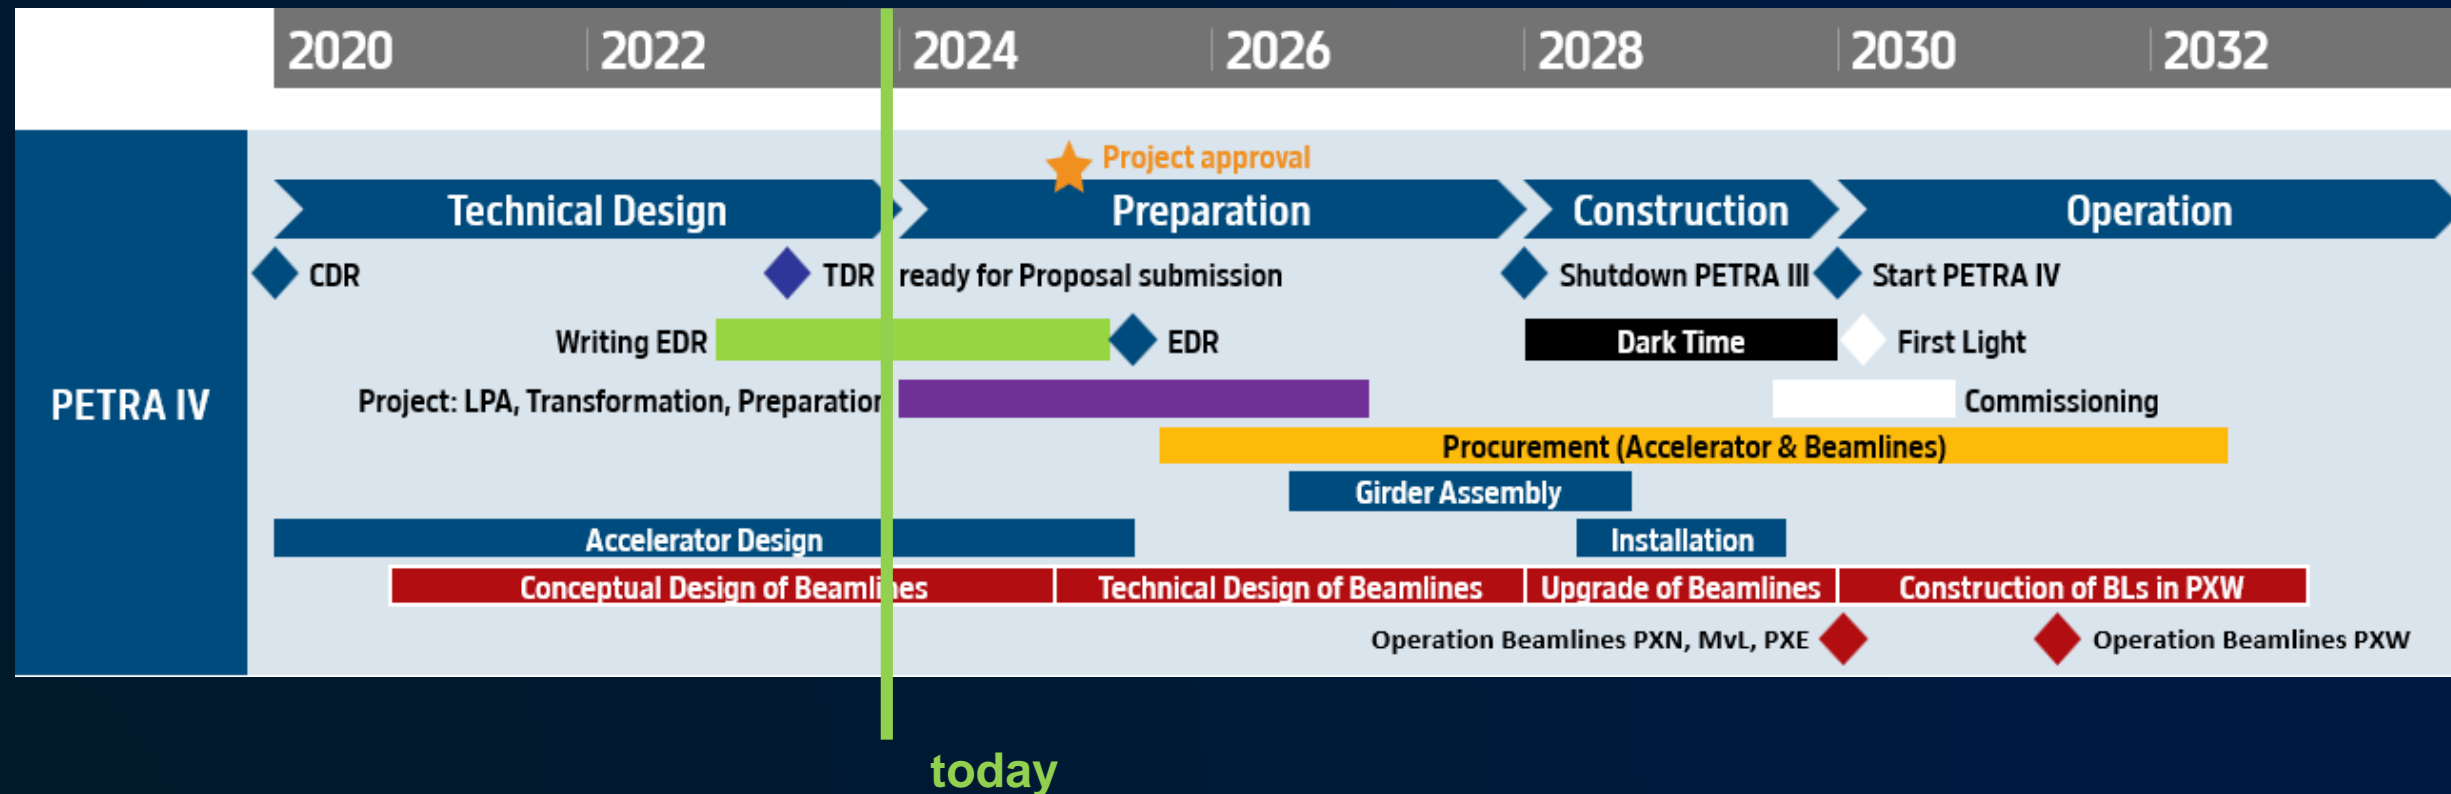 2020 2022 2024 2026 2028 2030 2032
Project approval
Technical Design Preparation Construction Operation
CDR TDR ready for Proposal submission Shutdown PETRA III Start PETRA IV
Writing EDR EDR Dark Time First Light
PETRA IV Project: LPA, Transformation, Preparation Commissioning
Procurement (Accelerator & Beamlines)
Girder Assembly
Accelerator Design Installation
Conceptual Design of Beamlines Technical Design of Beamlines Upgrade of Beamlines Construction of BLs in PXW
Operation Beamlines PXN, MvL, PXE Operation Beamlines PXW
today